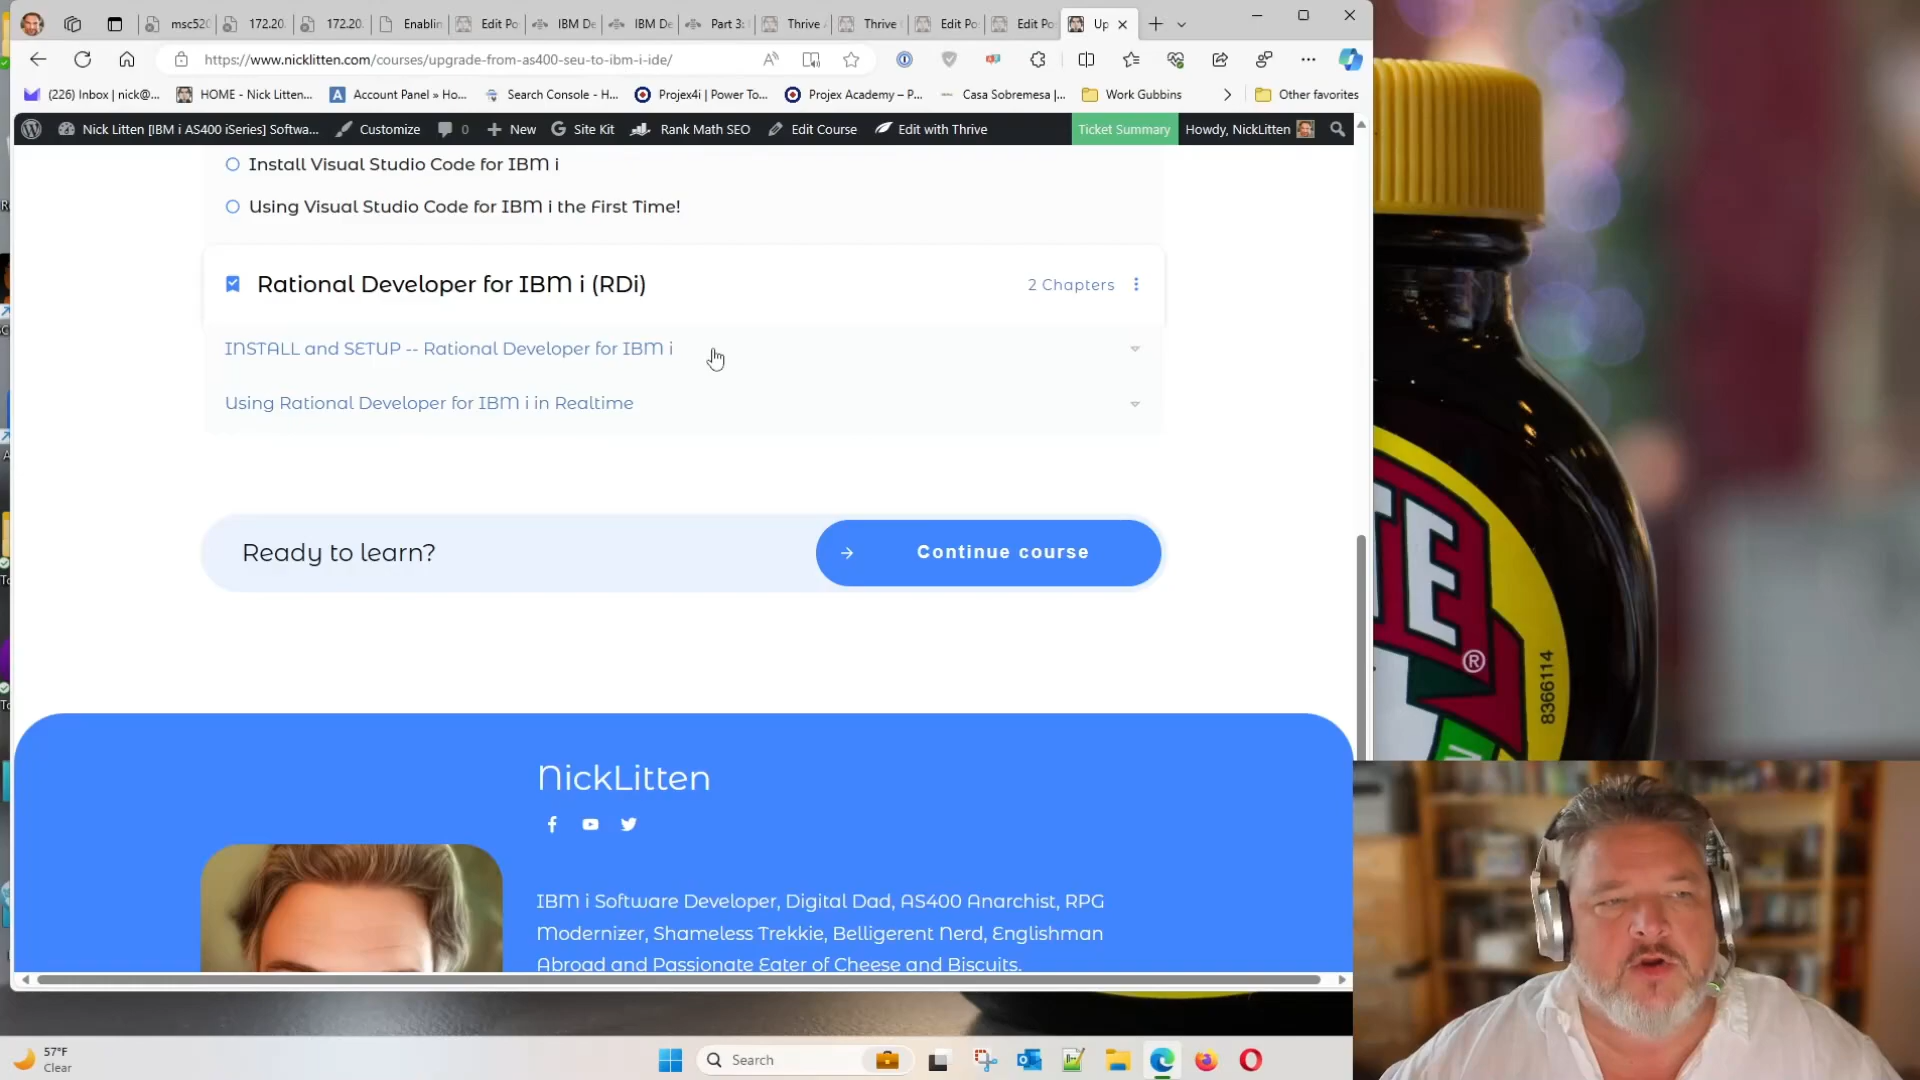 msc520
172.20.
172.20.
Enablin
Edit Po
IBM De
IBM De
Part 3:
Thrive
Thrive
Edit Po
Edit Po
Up
https://www.nicklitten.com/courses/upgrade-from-as400-seu-to-ibm-i-ide/
(226) Inbox | nick@...
HOME - Nick Litten...
Account Panel » Ho...
Search Console - H...
Projex4i | Power To...
Projex Academy – P...
Casa Sobremesa |...
Work Gubbins
Other favorites
Nick Litten [IBM i AS400 iSeries] Softwa...
Customize
0
New
Site Kit
Rank Math SEO
Edit Course
Edit with Thrive
Ticket Summary
Howdy, NickLitten
Install Visual Studio Code for IBM i
Using Visual Studio Code for IBM i the First Time!
Rational Developer for IBM i (RDi)
2 Chapters
INSTALL and SETUP -- Rational Developer for IBM i
Using Rational Developer for IBM i in Realtime
Ready to learn?
Continue course
NickLitten
IBM i Software Developer, Digital Dad, AS400 Anarchist, RPG
Modernizer, Shameless Trekkie, Belligerent Nerd, Englishman
Abroad and Passionate Eater of Cheese and Biscuits.
TE
®
8366114
57°F
Clear
Search